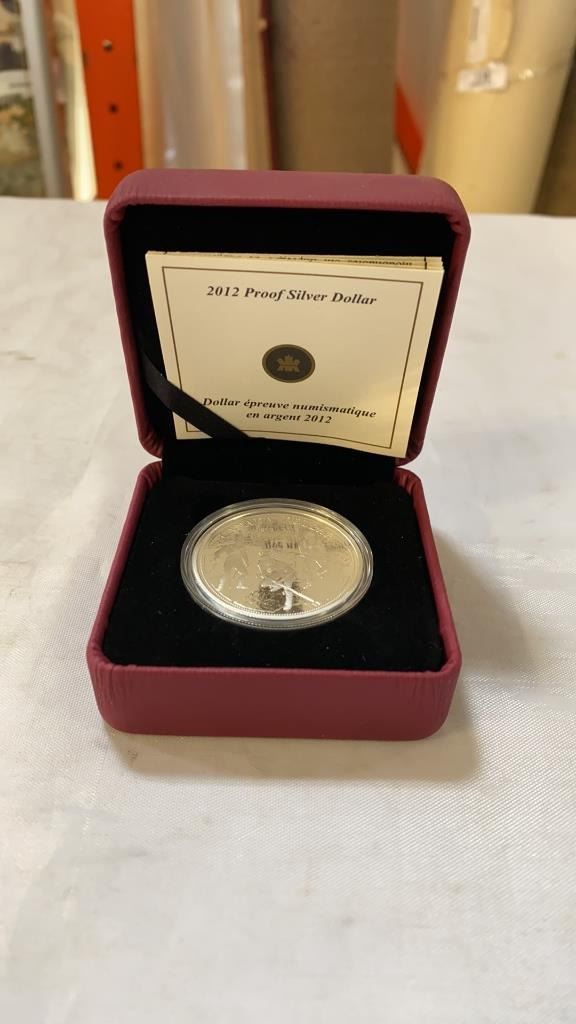 2012 Proof Silver Dollar
Dollar épreuve numismatique
en argent 2012